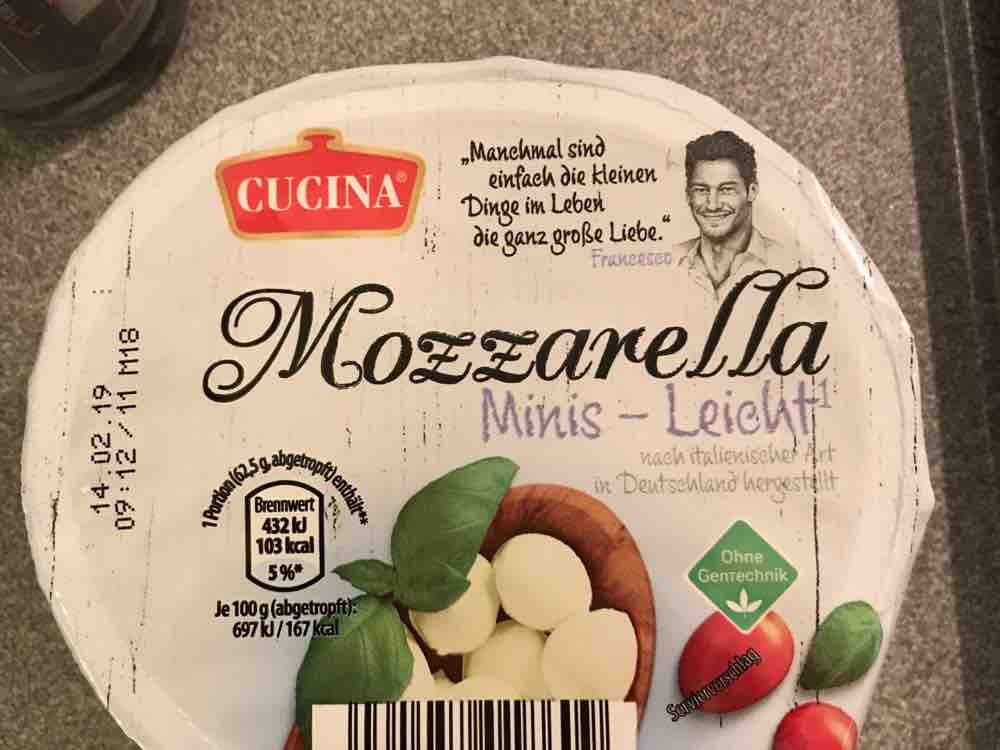 CUCINA®
„Manchmal sind
einfach die kleinen
Dinge im Leben
die ganz große Liebe.“
Francesco
Mozzarella
Minis – Leicht¹
nach italienischer Art
in Deutschland hergestellt
14.02.19
09:12/11 M18
1 Portion (62,5 g, abgetropft) enthält**
Brennwert
432 kJ
103 kcal
5%*
Je 100 g (abgetropft):
697 kJ / 167 kcal
Ohne
GenTechnik
Serviervorschlag